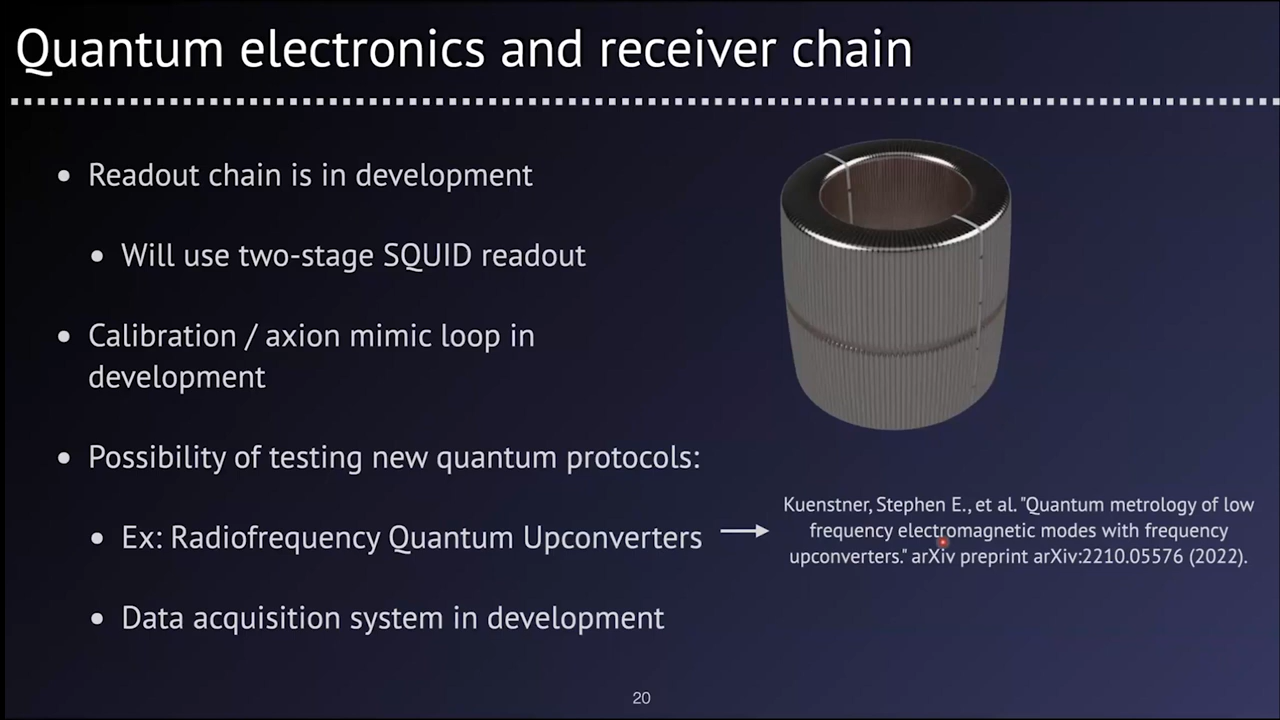 Quantum electronics and receiver chain
• Readout chain is in development
• Will use two-stage SQUID readout
• Calibration / axion mimic loop in
development
• Possibility of testing new quantum protocols:
• Ex: Radiofrequency Quantum Upconverters
• Data acquisition system in development
Kuenstner, Stephen E., et al. "Quantum metrology of low
frequency electromagnetic modes with frequency
upconverters." arXiv preprint arXiv:2210.05576 (2022).
20